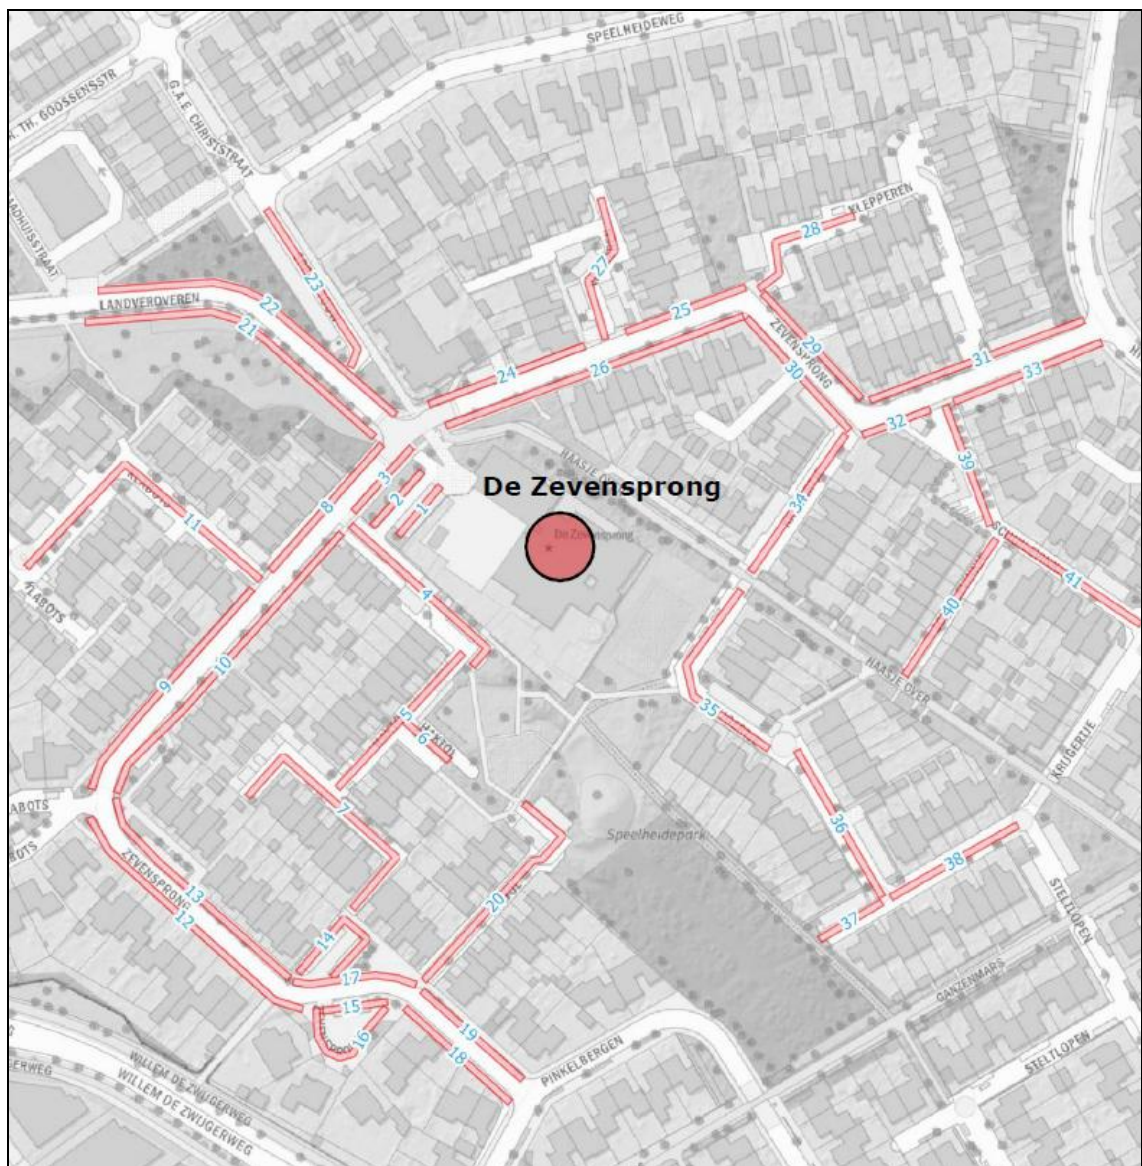 SPEELHEIDEWEG
TH. GOOSSENSSTR
G.A.E. CHRISTSTRAAT
KLEPPEREN
28
27
23
LANDVEROVEREN
22
21
25
ZEVENSPRONG
24
26
29
30
31
33
32
HAASJE OVER
39
De Zevensprong
De Zevensprong
3
2
1
8
11
34
41
4
40
KLABOTS
10
9
HAASJE OVER
35
5
6
KRIJGERTJE
7
36
Speelheidepark
38
ZEVENSPRONG
13
12
20
STELTLOPEN
37
14
17
15
16
19
18
GANZENMARS
PINKELBERGEN
STELTLOPEN
WILLEM DE ZWIJGERWEG
WILLEM DE ZWIJGERWEG